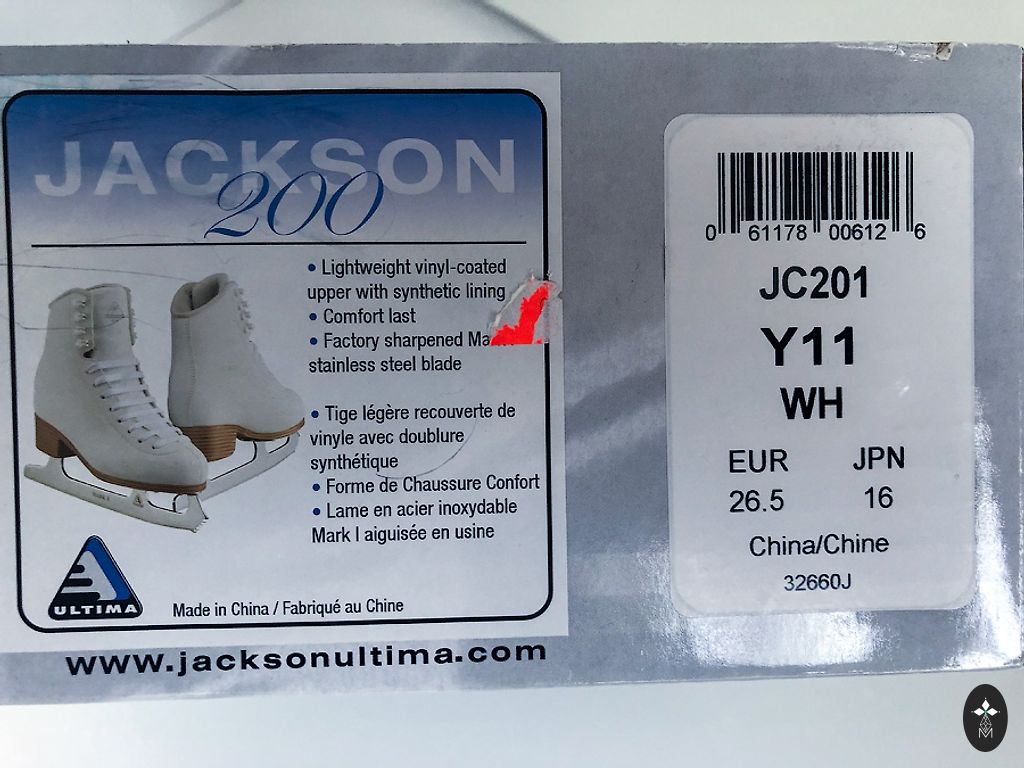 JACKSON
200
• Lightweight vinyl-coated
upper with synthetic lining
• Comfort last
• Factory sharpened
stainless steel blade
• Tige légère recouverte de
vinyle avec doublure
synthétique
• Forme de Chaussure Confort
• Lame en acier inoxydable
Mark I aiguisée en usine
ULTIMA
Made in China / Fabriqué au Chine
www.jacksonultima.com
0 61178 00612 6
JC201
Y11
WH
EUR JPN
26.5 16
China/Chine
32660J
M